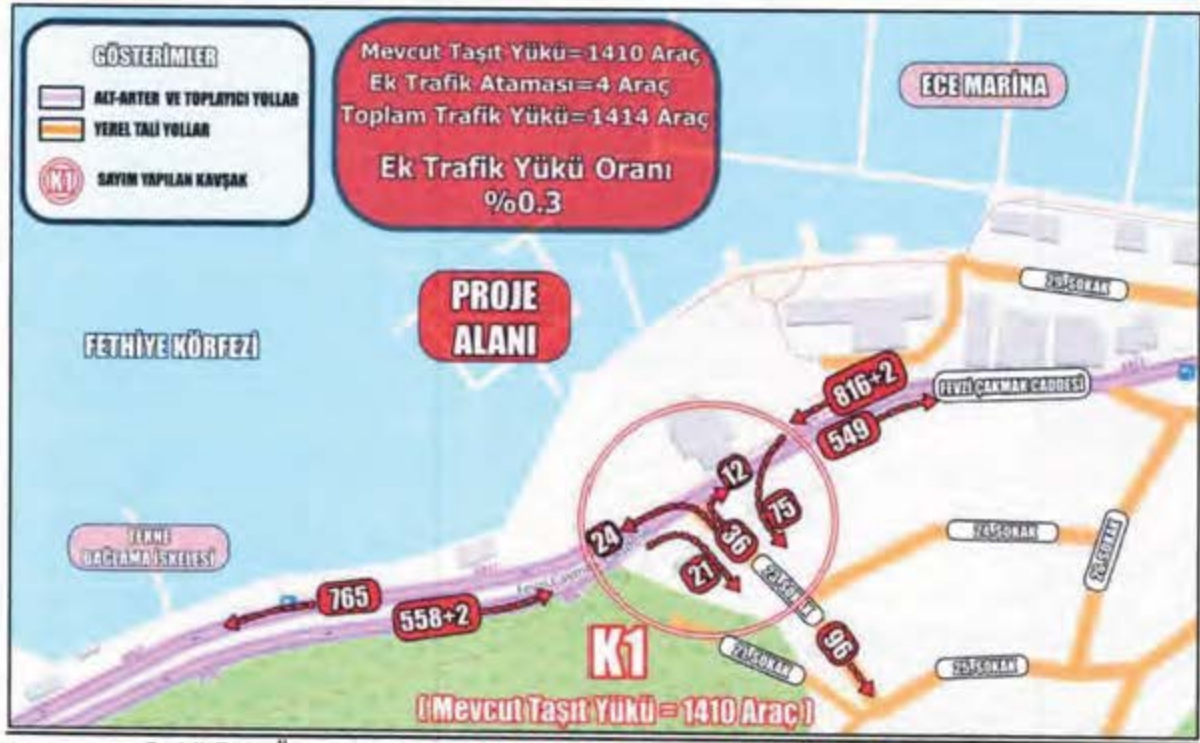 GÖSTERİMLER
ALT-ARTER VE TOPLAYICI YOLLAR
YEREL TALİ YOLLAR
K1
SAYIM YAPILAN KAVŞAK
Mevcut Taşıt Yükü=1410 Araç
Ek Trafik Ataması=4 Araç
Toplam Trafik Yükü=1414 Araç
Ek Trafik Yükü Oranı
%0.3
ECE MARİNA
PROJE
ALANI
FETHİYE KÖRFEZİ
29.SOKAK
FEVZİ ÇAKMAK CADDESİ
816+2
549
12
75
24
36
21
24.SOKAK
TEKNE
BAĞLAMA İSKELESİ
765
558+2
23.SOKAK
96
21.SOKAK
25.SOKAK
K1
( Mevcut Taşıt Yükü = 1410 Araç )